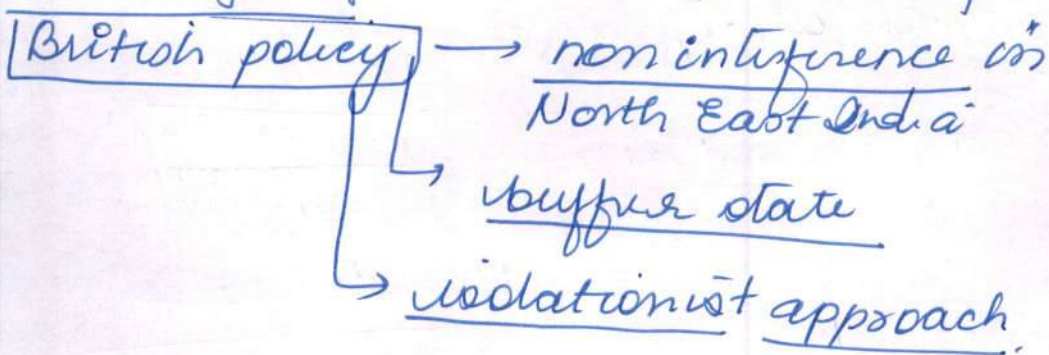 British policy → non interference in
North East India
→ buffer state
→ isolationist approach.